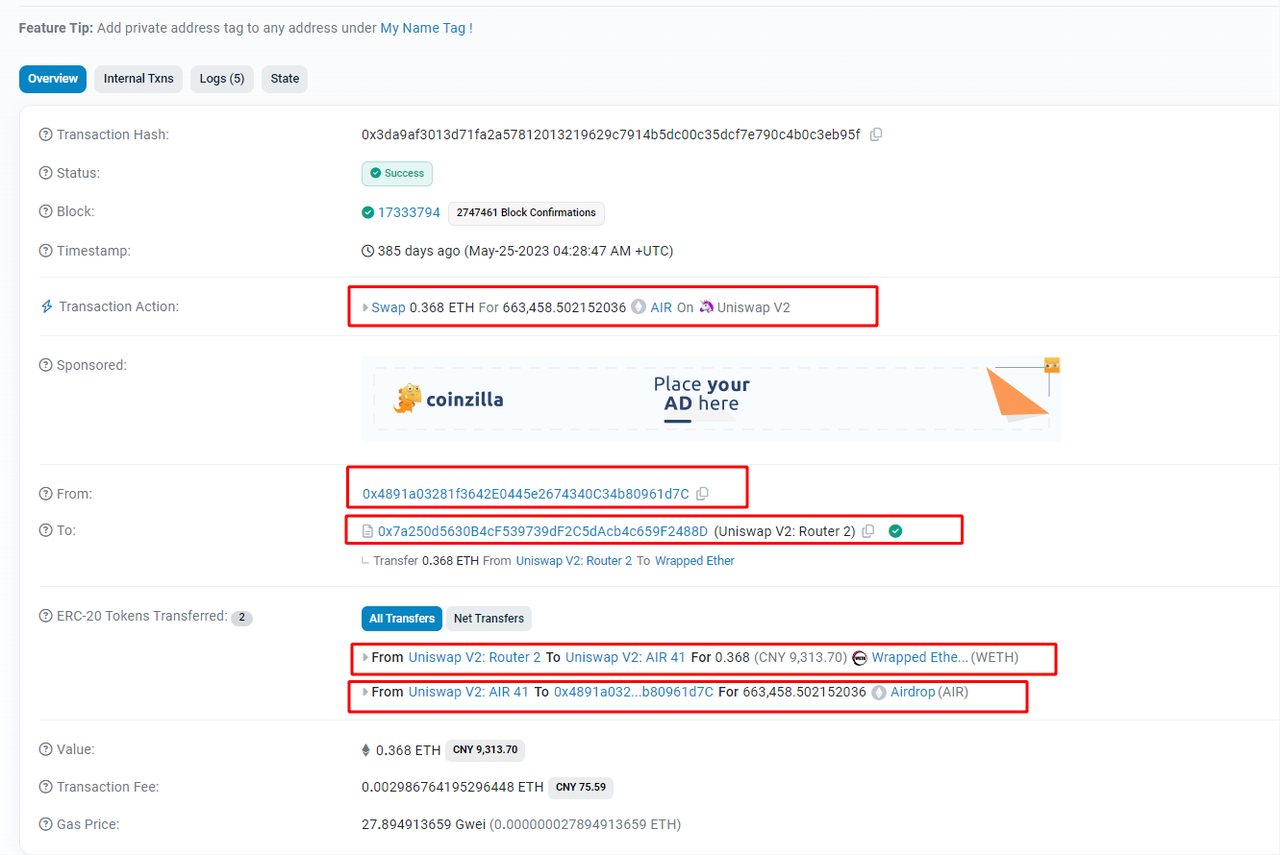 Feature Tip: Add private address tag to any address under My Name Tag !
Overview Internal Txns Logs (5) State
Transaction Hash: 0x3da9af3013d71fa2a57812013219629c7914b5dc00c35dcf7e790c4b0c3eb95f
Status: Success
Block: 17333794 2747461 Block Confirmations
Timestamp: 385 days ago (May-25-2023 04:28:47 AM +UTC)
Transaction Action: Swap 0.368 ETH For 663,458.502152036 AIR On Uniswap V2
Sponsored:
coinzilla
Place your
AD here
From: 0x4891a03281f3642E0445e2674340C34b80961d7C
To: 0x7a250d5630B4cF539739dF2C5dAcb4c659F2488D (Uniswap V2: Router 2)
Transfer 0.368 ETH From Uniswap V2: Router 2 To Wrapped Ether
ERC-20 Tokens Transferred: 2 All Transfers Net Transfers
From Uniswap V2: Router 2 To Uniswap V2: AIR 41 For 0.368 (CNY 9,313.70) Wrapped Ethe... (WETH)
From Uniswap V2: AIR 41 To 0x4891a032...b80961d7C For 663,458.502152036 Airdrop (AIR)
Value: 0.368 ETH CNY 9,313.70
Transaction Fee: 0.002986764195296448 ETH CNY 75.59
Gas Price: 27.894913659 Gwei (0.000000027894913659 ETH)